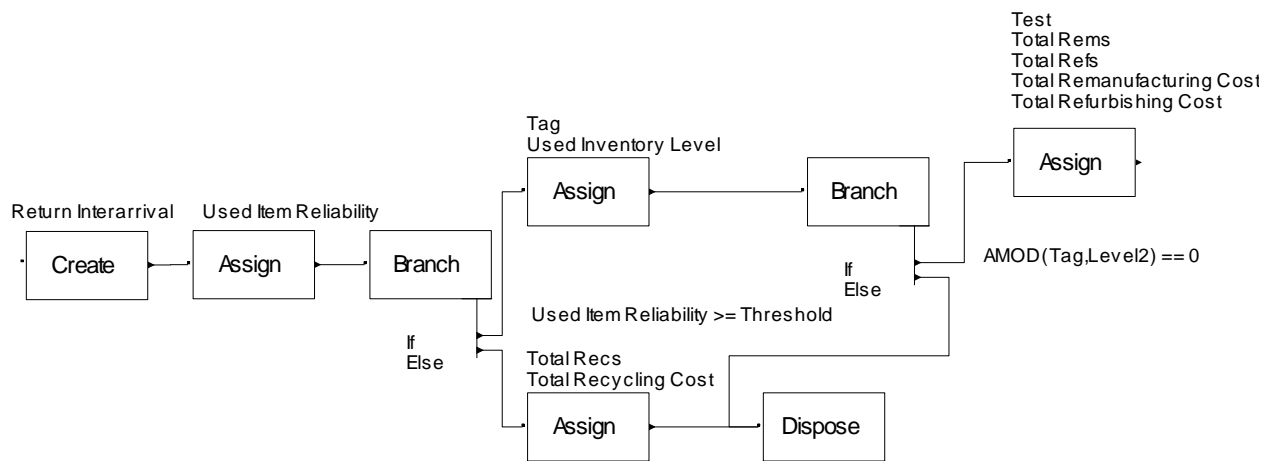 Test
Total Rems
Total Refs
Total Remanufacturing Cost
Total Refurbishing Cost
Tag
Used Inventory Level
Assign
Branch
Assign
Return Interarrival
Used Item Reliability
Create
Assign
Branch
AMOD(Tag,Level2) == 0
If
Else
Used Item Reliability >= Threshold
If
Else
Total Recs
Total Recycling Cost
Assign
Dispose